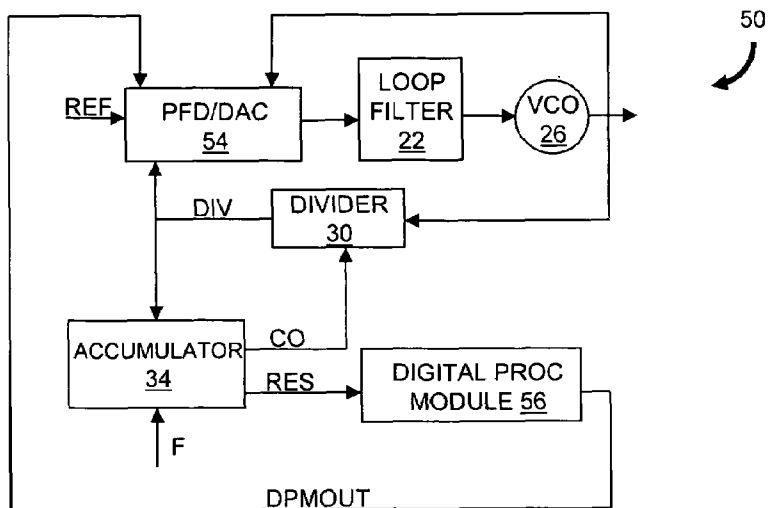 50
REF
PFD/DAC
54
LOOP
FILTER
22
VCO
26
DIV
DIVIDER
30
ACCUMULATOR
34
CO
RES
DIGITAL PROC
MODULE 56
F
DPMOUT